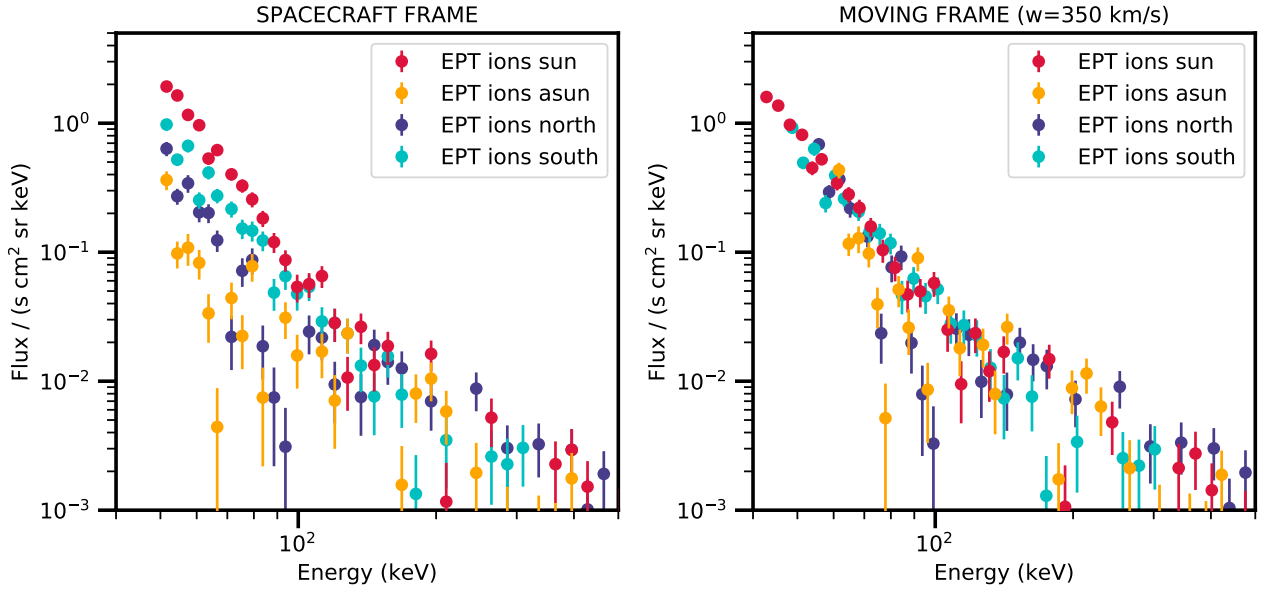 SPACECRAFT FRAME
Flux / (s cm² sr keV)
10⁰
10⁻¹
10⁻²
10⁻³
EPT ions sun
EPT ions asun
EPT ions north
EPT ions south
10²
Energy (keV)
MOVING FRAME (w=350 km/s)
Flux / (s cm² sr keV)
10⁰
10⁻¹
10⁻²
10⁻³
EPT ions sun
EPT ions asun
EPT ions north
EPT ions south
10²
Energy (keV)